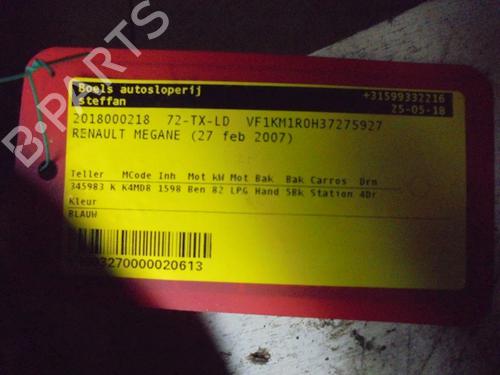 B-PARTS
Boels autosloperij
steffan
+31599332216
25-05-18
2018000218 72-TX-LD VF1KM1R0H37275927
RENAULT MEGANE (27 feb 2007)
Teller MCode Inh Mot kW Mot Bak Bak Carros Drn
345983 K K4MD8 1598 Ben 82 LPG Hand 5Bk Station 4Dr
Kleur
BLAUW
3270000020613